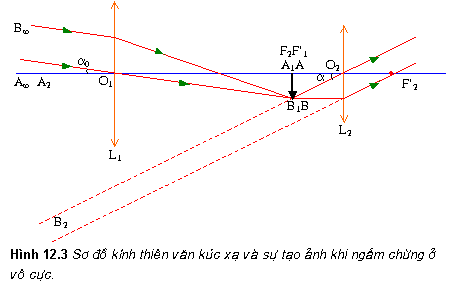 B∞
F₂F'₁
α₀
A₁A
O₂
α
A∞ A₂
O₁
F'₂
B₁B
L₂
L₁
B₂
Hình 12.3 Sơ đồ kính thiên văn kúc xạ và sự tạo ảnh khi ngắm chừng ở
vô cực.